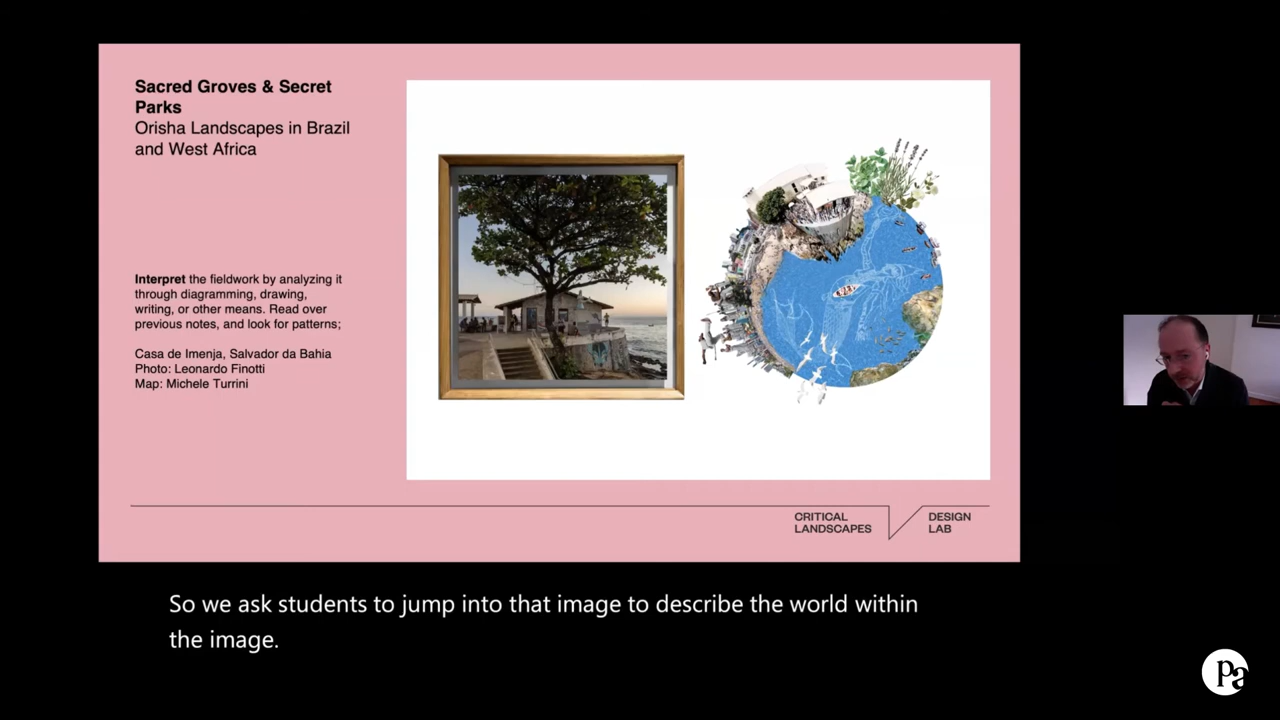 Sacred Groves & Secret
Parks
Orisha Landscapes in Brazil
and West Africa
Interpret the fieldwork by analyzing it
through diagramming, drawing,
writing, or other means. Read over
previous notes, and look for patterns;
Casa de Imenja, Salvador da Bahia
Photo: Leonardo Finotti
Map: Michele Turrini
CRITICAL
LANDSCAPES
DESIGN
LAB
So we ask students to jump into that image to describe the world within
the image.
Pa